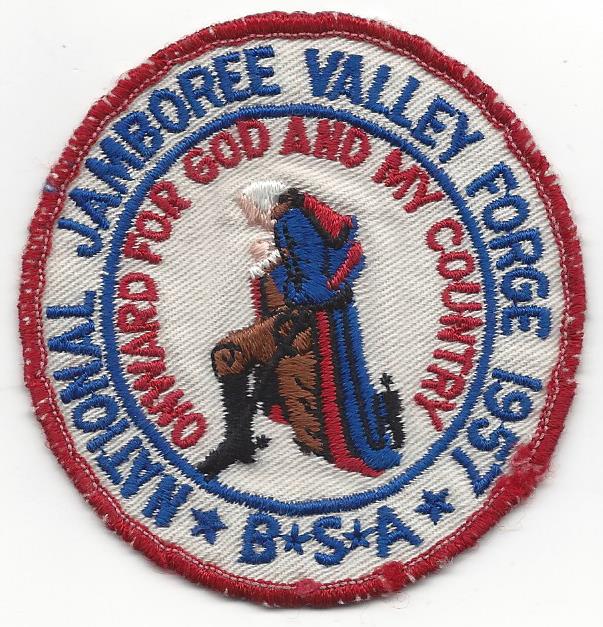 NATIONAL JAMBOREE VALLEY FORGE 1957
ONWARD FOR GOD AND MY COUNTRY
★ B★S★A ★